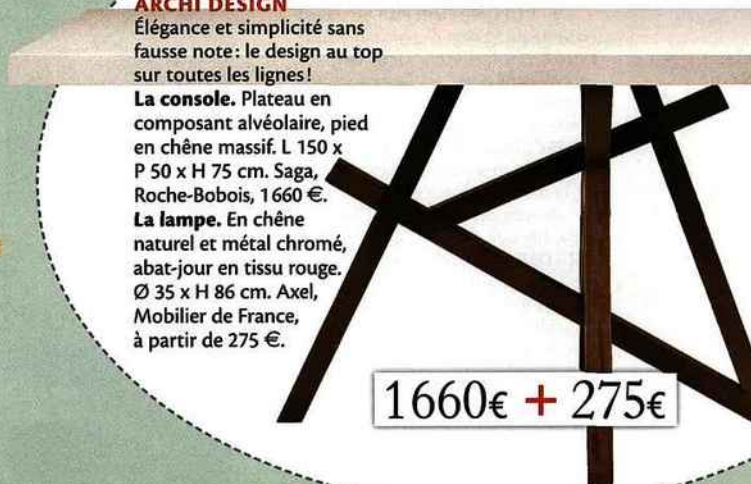 ARCHI DESIGN
Élégance et simplicité sans
fausse note: le design au top
sur toutes les lignes!
La console. Plateau en
composant alvéolaire, pied
en chêne massif. L 150 x
P 50 x H 75 cm. Saga,
Roche-Bobois, 1660 €.
La lampe. En chêne
naturel et métal chromé,
abat-jour en tissu rouge.
Ø 35 x H 86 cm. Axel,
Mobilier de France,
à partir de 275 €.
1660€ + 275€